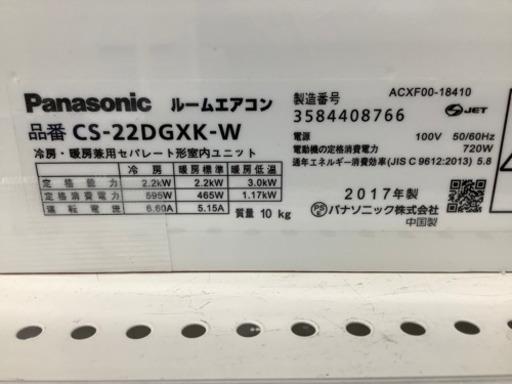 Panasonic ルームエアコン
品番 CS-22DGXK-W
冷房・暖房兼用セパレート形室内ユニット
冷房 暖房標準 暖房低温
定格能力 2.2kW 2.2kW 3.0kW
定格消費電力 595W 465W 1.17kW
運転電流 6.60A 5.15A
質量 10 kg
ACXF00-18410
製造番号
3584408766
JET
電源 100V 50/60Hz
電動機の定格消費電力 720W
通年エネルギー消費効率(JIS C 9612:2013) 5.8
2017年製
PSE パナソニック株式会社
中国製